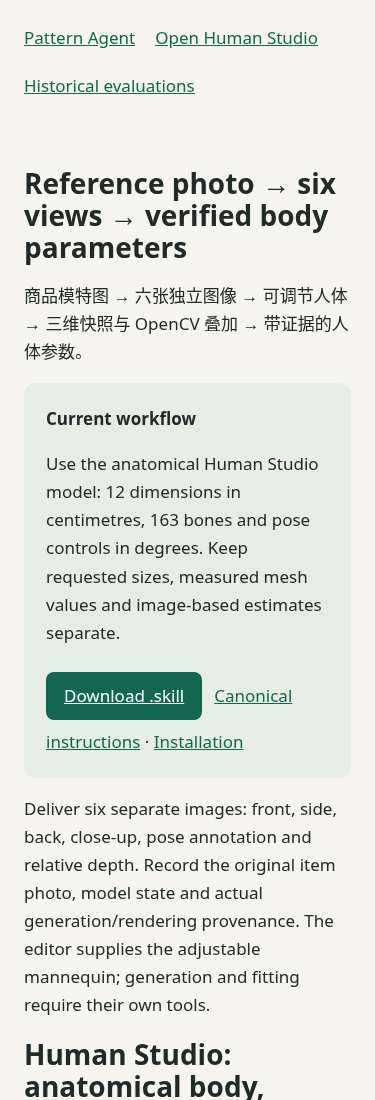 Pattern Agent Open Human Studio
Historical evaluations
Reference photo → six
views → verified body
parameters
商品模特图 → 六张独立图像 → 可调节人体
→ 三维快照与 OpenCV 叠加 → 带证据的人
体参数。
Current workflow
Use the anatomical Human Studio
model: 12 dimensions in
centimetres, 163 bones and pose
controls in degrees. Keep
requested sizes, measured mesh
values and image-based estimates
separate.
Download .skill Canonical
instructions · Installation
Deliver six separate images: front, side,
back, close-up, pose annotation and
relative depth. Record the original item
photo, model state and actual
generation/rendering provenance. The
editor supplies the adjustable
mannequin; generation and fitting
require their own tools.
Human Studio:
anatomical body,